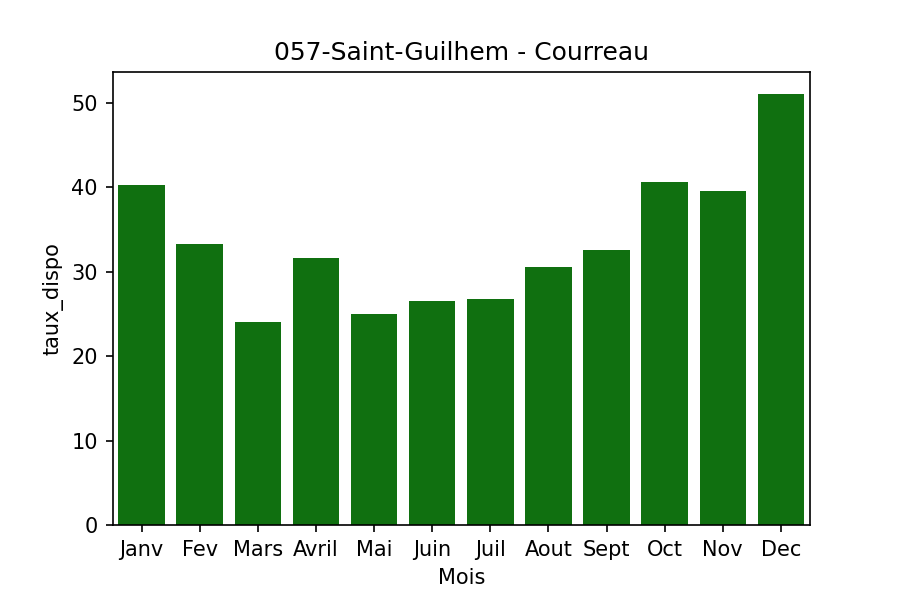 057-Saint-Guilhem - Courreau
50
40
30
20
10
0
taux_dispo
Janv Fev Mars Avril Mai Juin Juil Aout Sept Oct Nov Dec
Mois